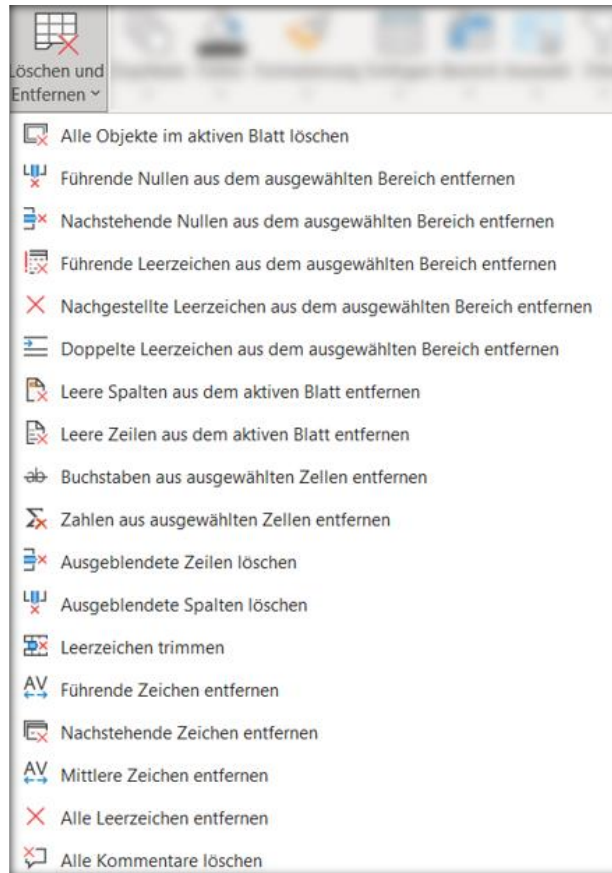 Löschen und
Entfernen
Alle Objekte im aktiven Blatt löschen
Führende Nullen aus dem ausgewählten Bereich entfernen
Nachstehende Nullen aus dem ausgewählten Bereich entfernen
Führende Leerzeichen aus dem ausgewählten Bereich entfernen
Nachgestellte Leerzeichen aus dem ausgewählten Bereich entfernen
Doppelte Leerzeichen aus dem ausgewählten Bereich entfernen
Leere Spalten aus dem aktiven Blatt entfernen
Leere Zeilen aus dem aktiven Blatt entfernen
Buchstaben aus ausgewählten Zellen entfernen
Zahlen aus ausgewählten Zellen entfernen
Ausgeblendete Zeilen löschen
Ausgeblendete Spalten löschen
Leerzeichen trimmen
Führende Zeichen entfernen
Nachstehende Zeichen entfernen
Mittlere Zeichen entfernen
Alle Leerzeichen entfernen
Alle Kommentare löschen